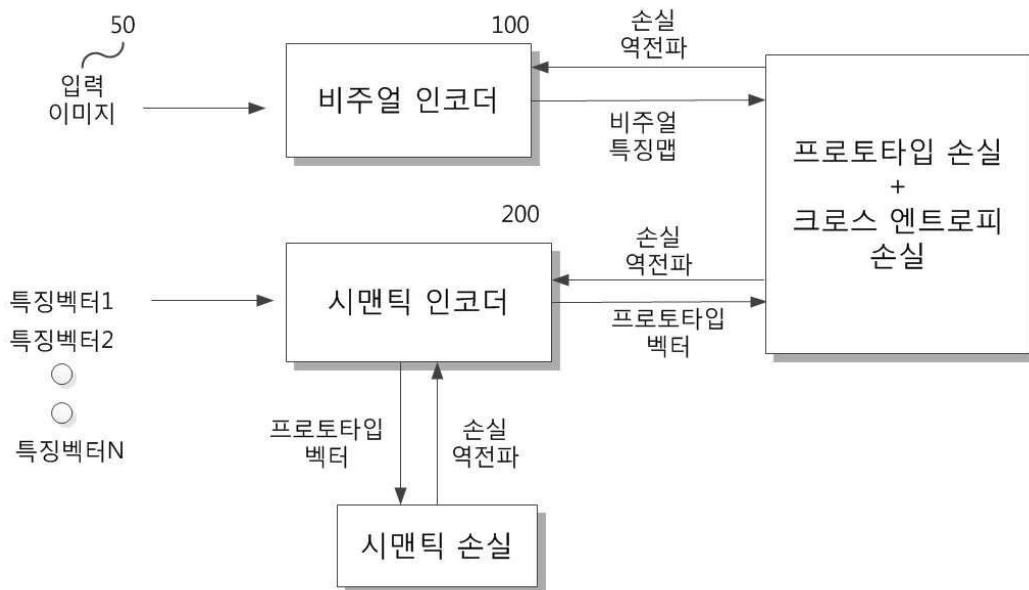 50
입력
이미지
100
비주얼 인코더
손실
역전파
비주얼
특징맵
프로토타입 손실
+
크로스 엔트로피
손실
200
시맨틱 인코더
손실
역전파
프로토타입
벡터
특징벡터1
특징벡터2
특징벡터N
프로토타입
벡터
손실
역전파
시맨틱 손실